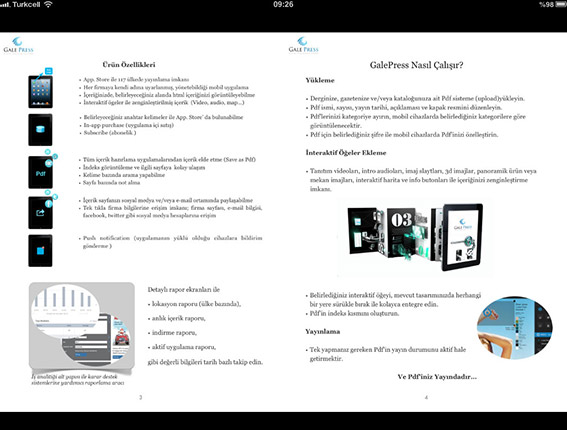 Turkcell
09:26
%98
GALE PRESS
Ürün Özellikleri
• App. Store ile 117 ülkede yayınlama imkanı
• Her firmaya kendi adına uyarlanmış, yönetebildiği mobil uygulama
• İçeriğinizde, belirleyeceğiniz alanda html içeriğinizi görüntüleyebilme
• İnteraktif öğeler ile zenginleştirilmiş içerik (Video, audio, map...)
• Belirleyeceğiniz anahtar kelimeler ile App. Store' da bulunabilme
• In-app purchase (uygulama içi satış)
• Subscribe (abonelik )
Pdf
• Tüm içerik hazırlama uygulamalarından içerik elde etme (Save as Pdf)
• İndeks görüntüleme ve ilgili sayfaya kolay ulaşım
• Kelime bazında arama yapabilme
• Sayfa bazında not alma
• İçerik sayfanızın sosyal medya ve/veya e-mail ortamında paylaşabilme
• Tek tıkla firma bilgilerine erişim imkanı; firma sayfası, e-mail bilgisi,
facebook, twitter gibi sosyal medya hesaplarına erişim
• Push notification (uygulamanın yüklü olduğu cihazlara bildirim
gönderme )
Detaylı rapor ekranları ile
• lokasyon raporu (ülke bazında),
• anlık içerik raporu,
• indirme raporu,
• aktif uygulama raporu,
gibi değerli bilgileri tarih bazlı takip edin.
İş analitiği alt yapısı ile karar destek
sistemlerine yardımcı raporlama aracı
3
GALE PRESS
GalePress Nasıl Çalışır?
Yükleme
• Derginize, gazetenize ve/veya kataloğunuza ait Pdf sisteme (upload)yükleyin.
• Pdf ismi, sayısı, yayın tarihi, açıklaması ve kapak resmini düzenleyin.
• Pdf'lerinizi kategoriye ayırın, mobil cihazlarda belirlediğiniz kategorilere göre
görüntülenecektir.
• Pdf için belirlediğiniz şifre ile mobil cihazlarda Pdf'inizi özelleştirin.
İnteraktif Öğeler Ekleme
• Tanıtım videoları, intro audioları, imaj slaytları, 3d imajlar, panoramik ürün veya
mekan imajları, interaktif harita ve info butonları ile içeriğinizi zenginleştirme
imkanı.
03
GALE PRESS
• Belirlediğiniz interaktif öğeyi, mevcut tasarımınızda herhangi
bir yere sürükle bırak ile kolayca entegre edin.
• Pdf'in indeks kısmını oluşturun.
Yayınlama
• Tek yapmanız gereken Pdf'in yayın durumunu aktif hale
getirmektir.
Ve Pdf'iniz Yayındadır...
4